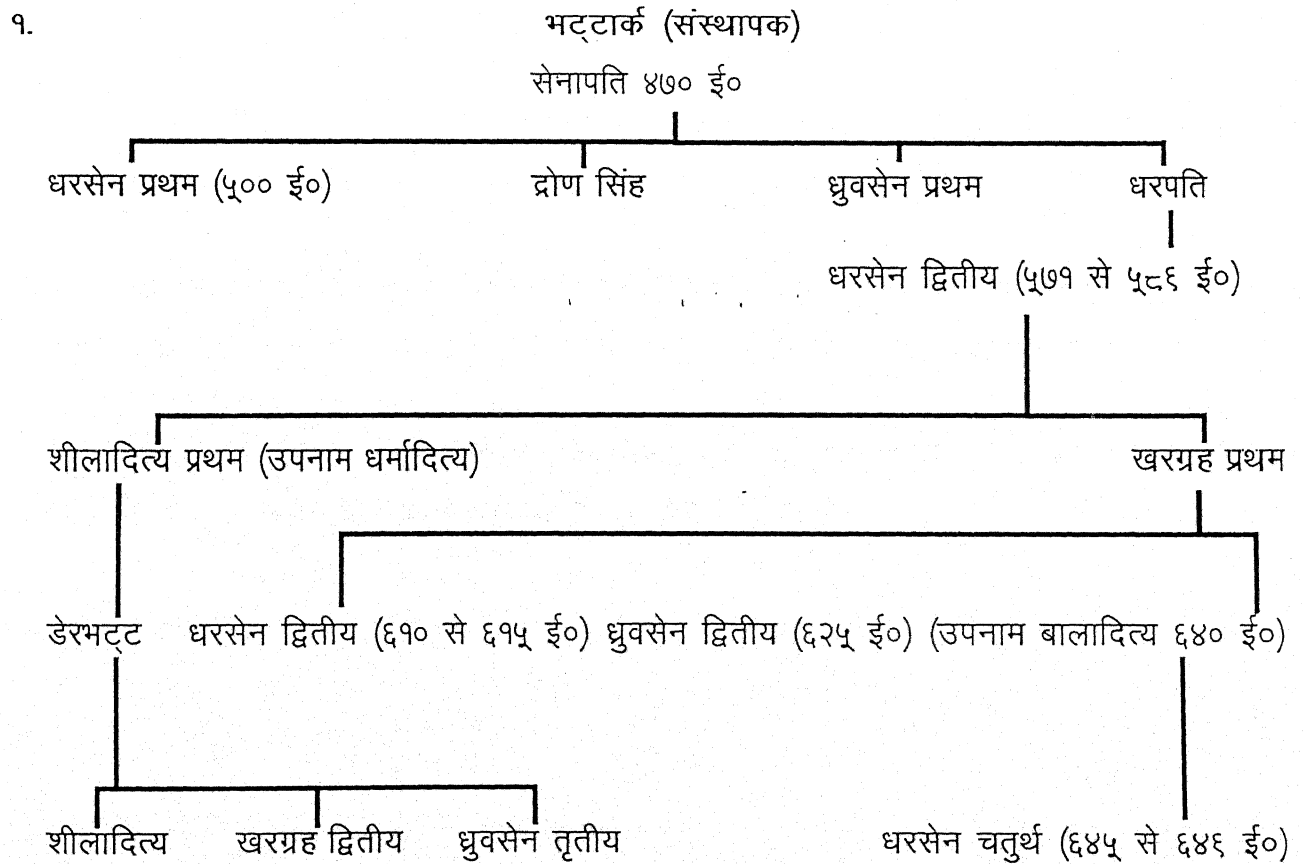 १. भट्टार्क (संस्थापक)
सेनापति ४७० ई०
धरसेन प्रथम (५०० ई०) द्रोण सिंह ध्रुवसेन प्रथम धरपति
धरसेन द्वितीय (५७१ से ५८६ ई०)
शीलादित्य प्रथम (उपनाम धर्मादित्य) खरग्रह प्रथम
डेरभट्ट धरसेन द्वितीय (६१० से ६१५ ई०) ध्रुवसेन द्वितीय (६२५ ई०) (उपनाम बालादित्य ६४० ई०)
शीलादित्य खरग्रह द्वितीय ध्रुवसेन तृतीय धरसेन चतुर्थ (६४५ से ६४६ ई०)